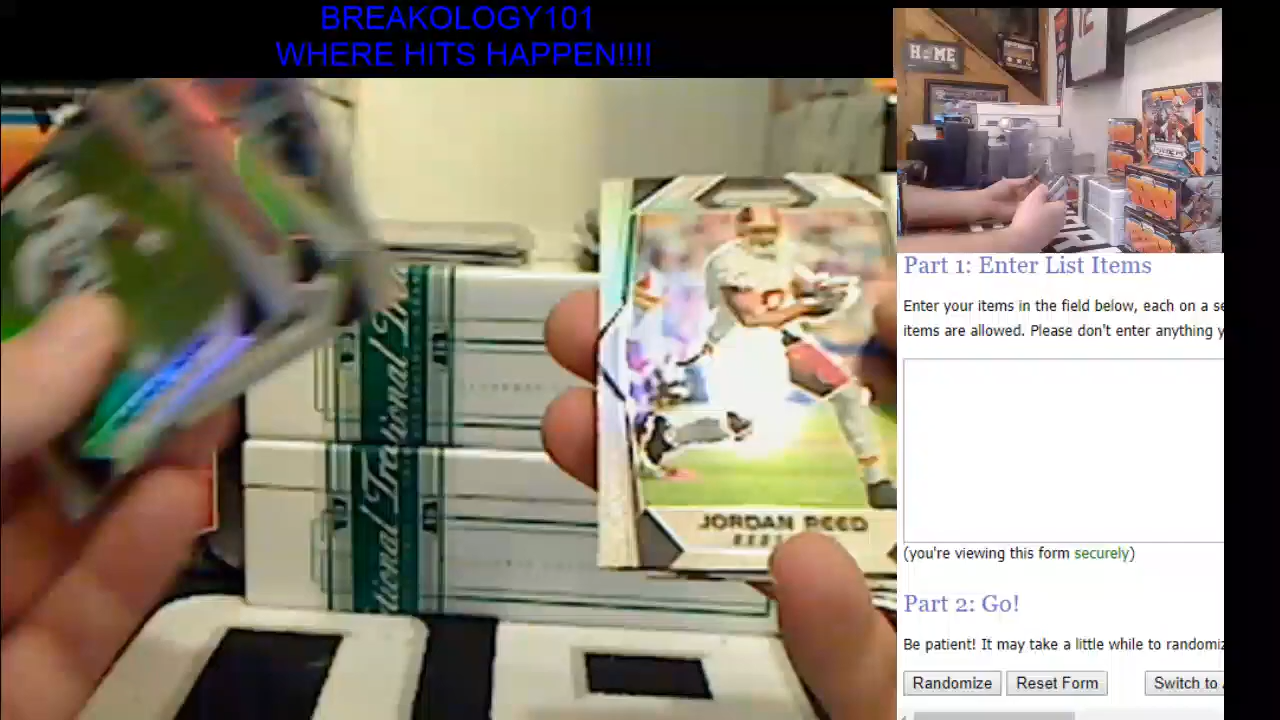 BREAKOLOGY101
WHERE HITS HAPPEN!!!!
HOME
JORDAN REED
Part 1: Enter List Items
Enter your items in the field below, each on a se
items are allowed. Please don't enter anything y
(you're viewing this form securely)
Part 2: Go!
Be patient! It may take a little while to randomiz
Randomize
Reset Form
Switch to